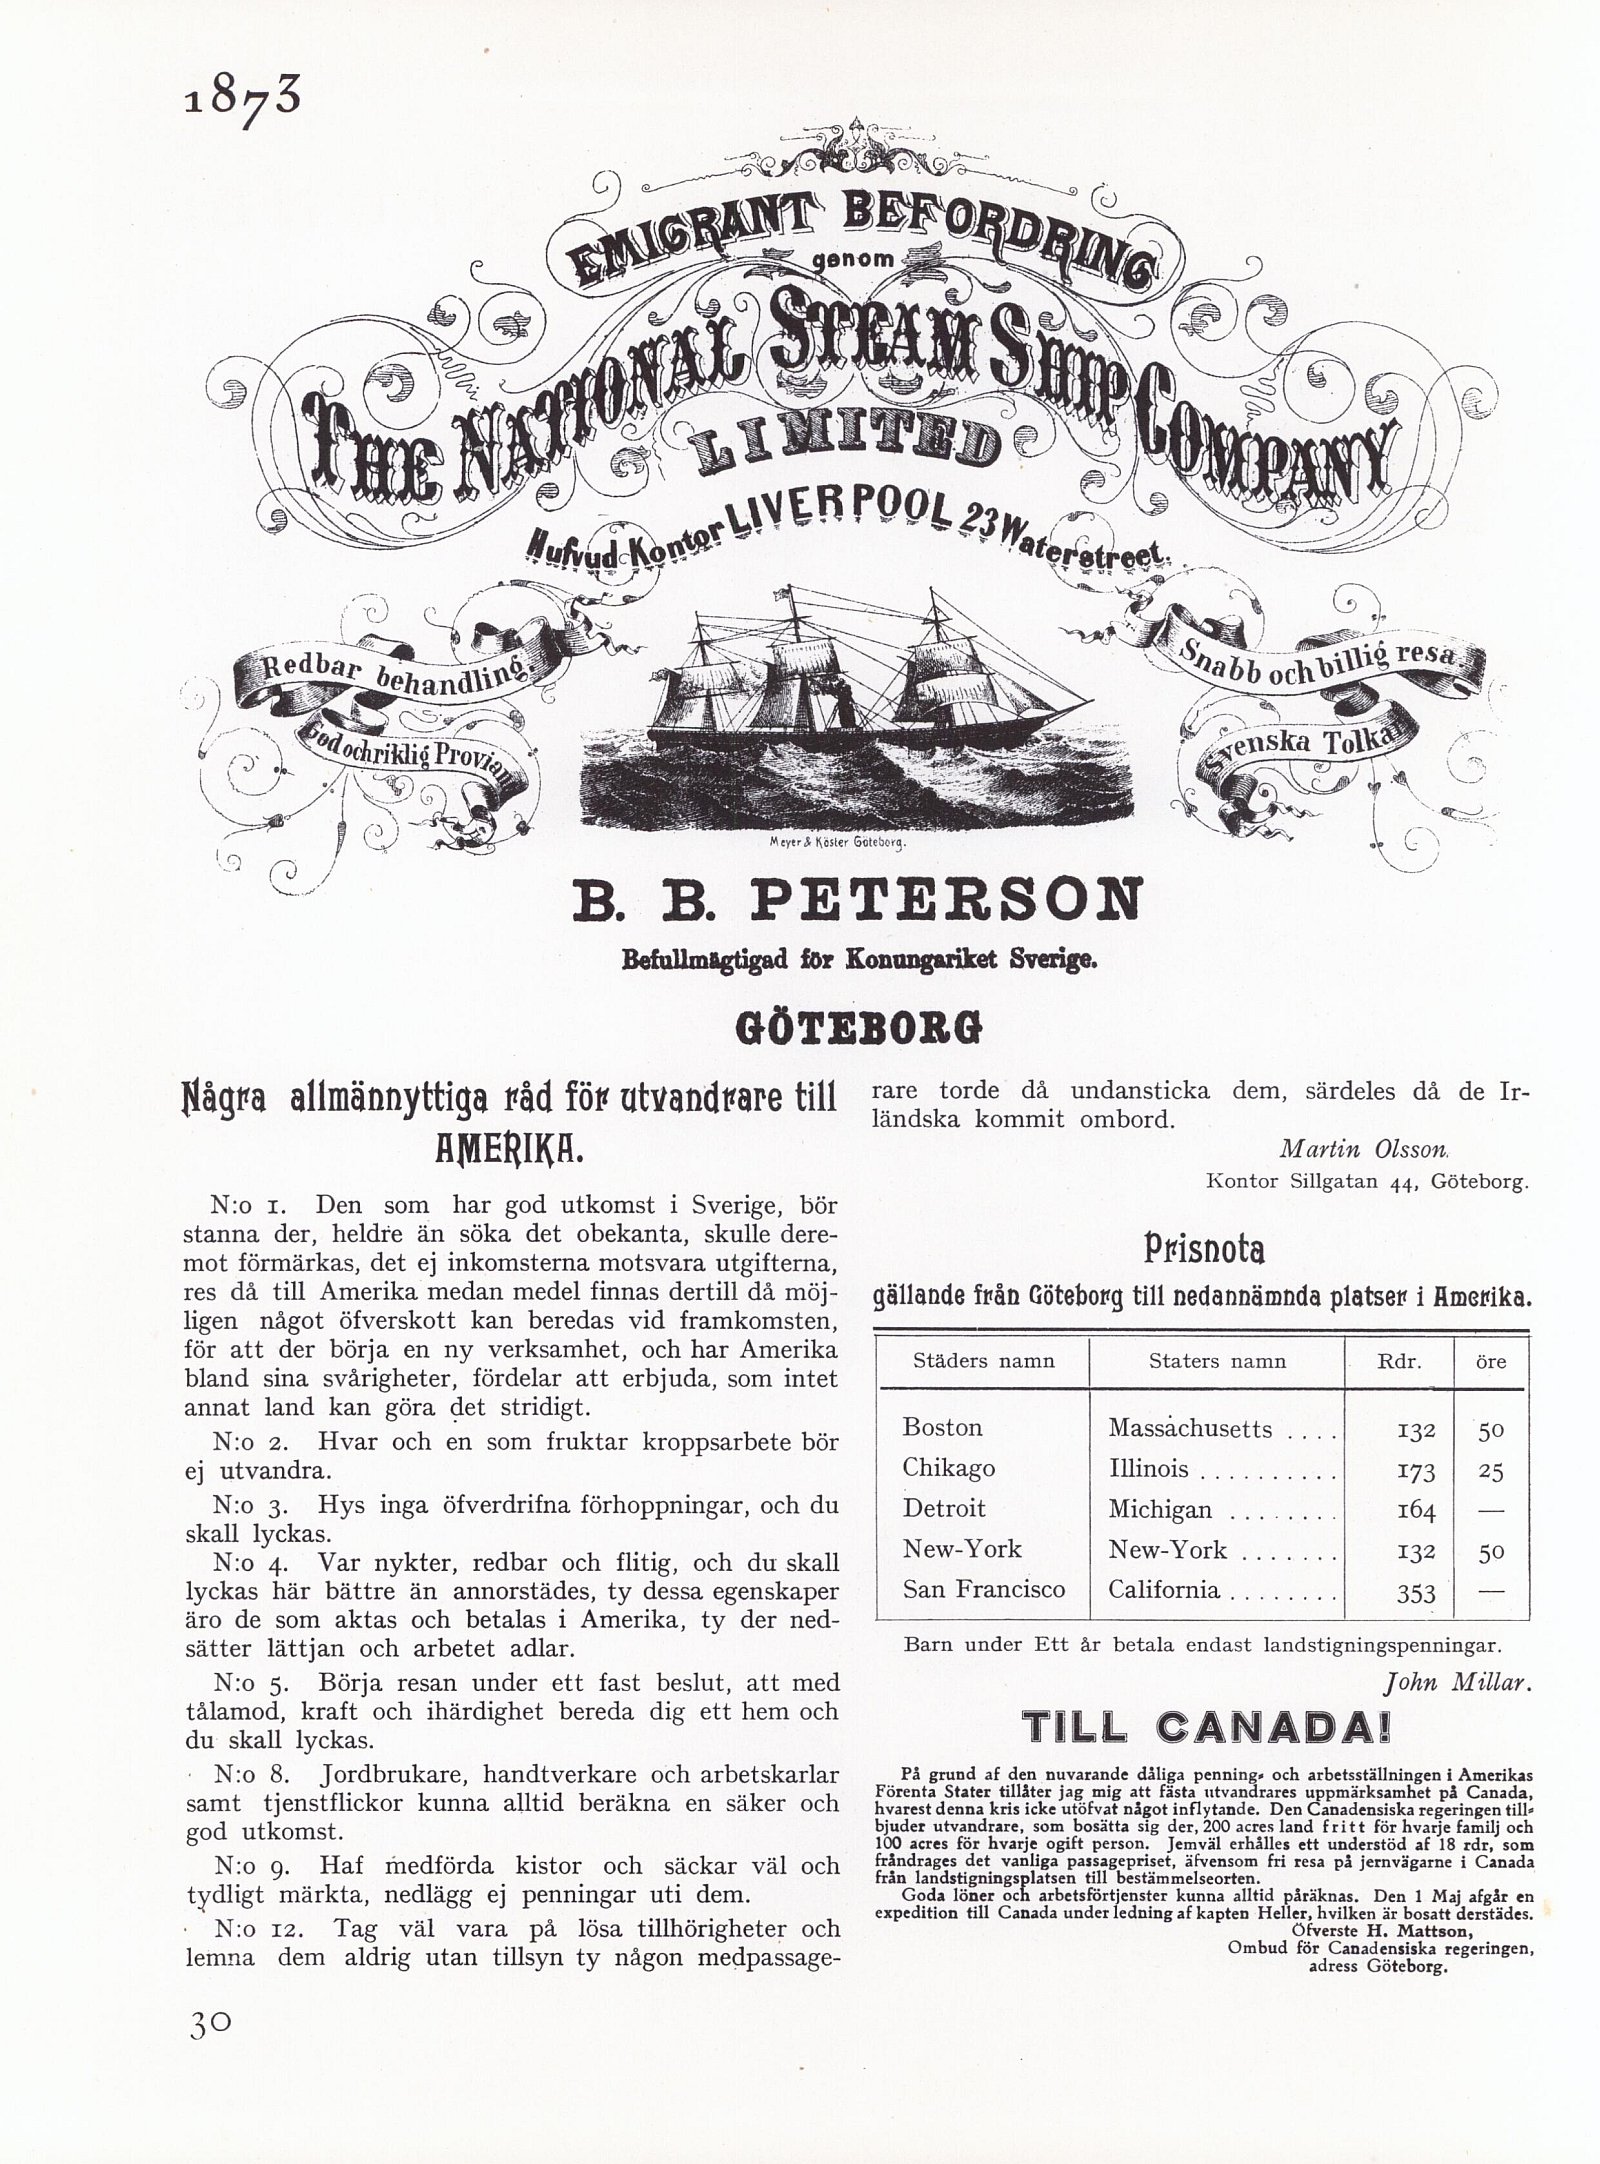 1873
EMIGRANT BEFORDRING
genom
THE NATIONAL STEAM SHIP COMPANY
LIMITED
Hufvud Kontor LIVERPOOL 23 Waterstreet.
Redbar behandling.
God och riklig Provian
Snabb och billig resa.
Svenska Tolkar
Meyer & Köster Göteborg.
B. B. PETERSON
Befullmägtigad för Konungariket Sverige.
GÖTEBORG
Några allmännyttiga råd för utvandrare till
AMERIKA.
N:o 1. Den som har god utkomst i Sverige, bör
stanna der, heldre än söka det obekanta, skulle dere-
mot förmärkas, det ej inkomsterna motsvara utgifterna,
res då till Amerika medan medel finnas dertill då möj-
ligen något öfverskott kan beredas vid framkomsten,
för att der börja en ny verksamhet, och har Amerika
bland sina svårigheter, fördelar att erbjuda, som intet
annat land kan göra det stridigt.
N:o 2. Hvar och en som fruktar kroppsarbete bör
ej utvandra.
N:o 3. Hys inga öfverdrifna förhoppningar, och du
skall lyckas.
N:o 4. Var nykter, redbar och flitig, och du skall
lyckas här bättre än annorstädes, ty dessa egenskaper
äro de som aktas och betalas i Amerika, ty der ned-
sätter lättjan och arbetet adlar.
N:o 5. Börja resan under ett fast beslut, att med
tålamod, kraft och ihärdighet bereda dig ett hem och
du skall lyckas.
N:o 8. Jordbrukare, handtverkare och arbetskarlar
samt tjenstflickor kunna alltid beräkna en säker och
god utkomst.
N:o 9. Haf medförda kistor och säckar väl och
tydligt märkta, nedlägg ej penningar uti dem.
N:o 12. Tag väl vara på lösa tillhörigheter och
lemna dem aldrig utan tillsyn ty någon medpassage-
rare torde då undansticka dem, särdeles då de Ir-
ländska kommit ombord.
Martin Olsson.
Kontor Sillgatan 44, Göteborg.
Prisnota
gällande från Göteborg till nedannämnda platser i Amerika.
Städers namn Staters namn Rdr. öre
Boston Massachusetts .... 132 50
Chikago Illinois .......... 173 25
Detroit Michigan ........ 164 —
New-York New-York ....... 132 50
San Francisco California ........ 353 —
Barn under Ett år betala endast landstigningspenningar.
John Millar.
TILL CANADA!
På grund af den nuvarande dåliga penning- och arbetsställningen i Amerikas
Förenta Stater tillåter jag mig att fästa utvandrares uppmärksamhet på Canada,
hvarest denna kris icke utöfvat något inflytande. Den Canadensiska regeringen till-
bjuder utvandrare, som bosätta sig der, 200 acres land fritt för hvarje familj och
100 acres för hvarje ogift person. Jemväl erhålles ett understöd af 18 rdr, som
fråndrages det vanliga passagepriset, äfvensom fri resa på jernvägarne i Canada
från landstigningsplatsen till bestämmelseorten.
Goda löner och arbetsförtjenster kunna alltid påräknas. Den 1 Maj afgår en
expedition till Canada under ledning af kapten Heller, hvilken är bosatt derstädes.
Öfverste H. Mattson,
Ombud för Canadensiska regeringen,
adress Göteborg.
30